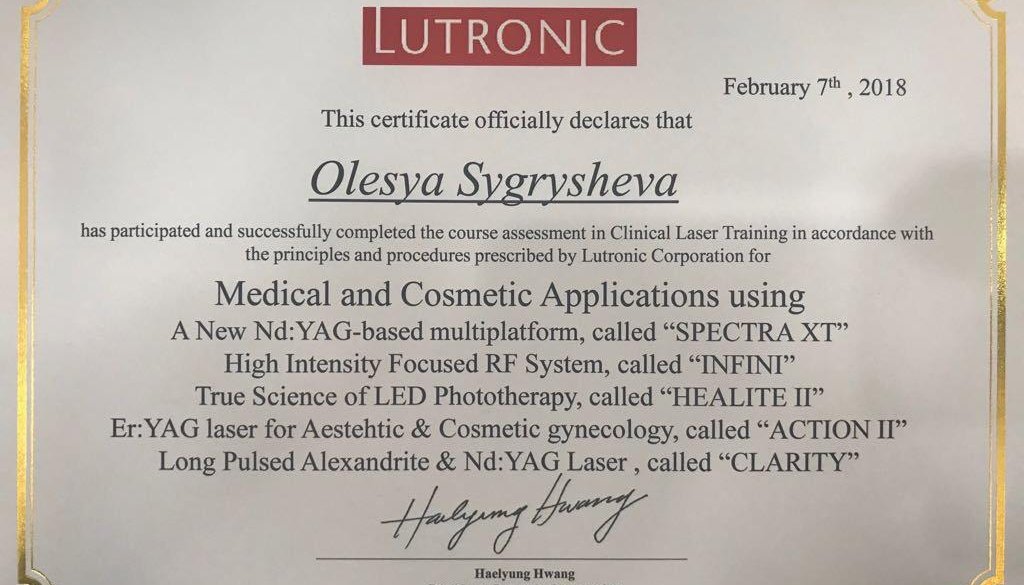 LUTRONIC
February 7th , 2018
This certificate officially declares that
Olesya Sygrysheva
has participated and successfully completed the course assessment in Clinical Laser Training in accordance with
the principles and procedures prescribed by Lutronic Corporation for
Medical and Cosmetic Applications using
A New Nd:YAG-based multiplatform, called “SPECTRA XT”
High Intensity Focused RF System, called “INFINI”
True Science of LED Phototherapy, called “HEALITE II”
Er:YAG laser for Aestehtic & Cosmetic gynecology, called “ACTION II”
Long Pulsed Alexandrite & Nd:YAG Laser , called “CLARITY”
Haelyung Hwang
Haelyung Hwang